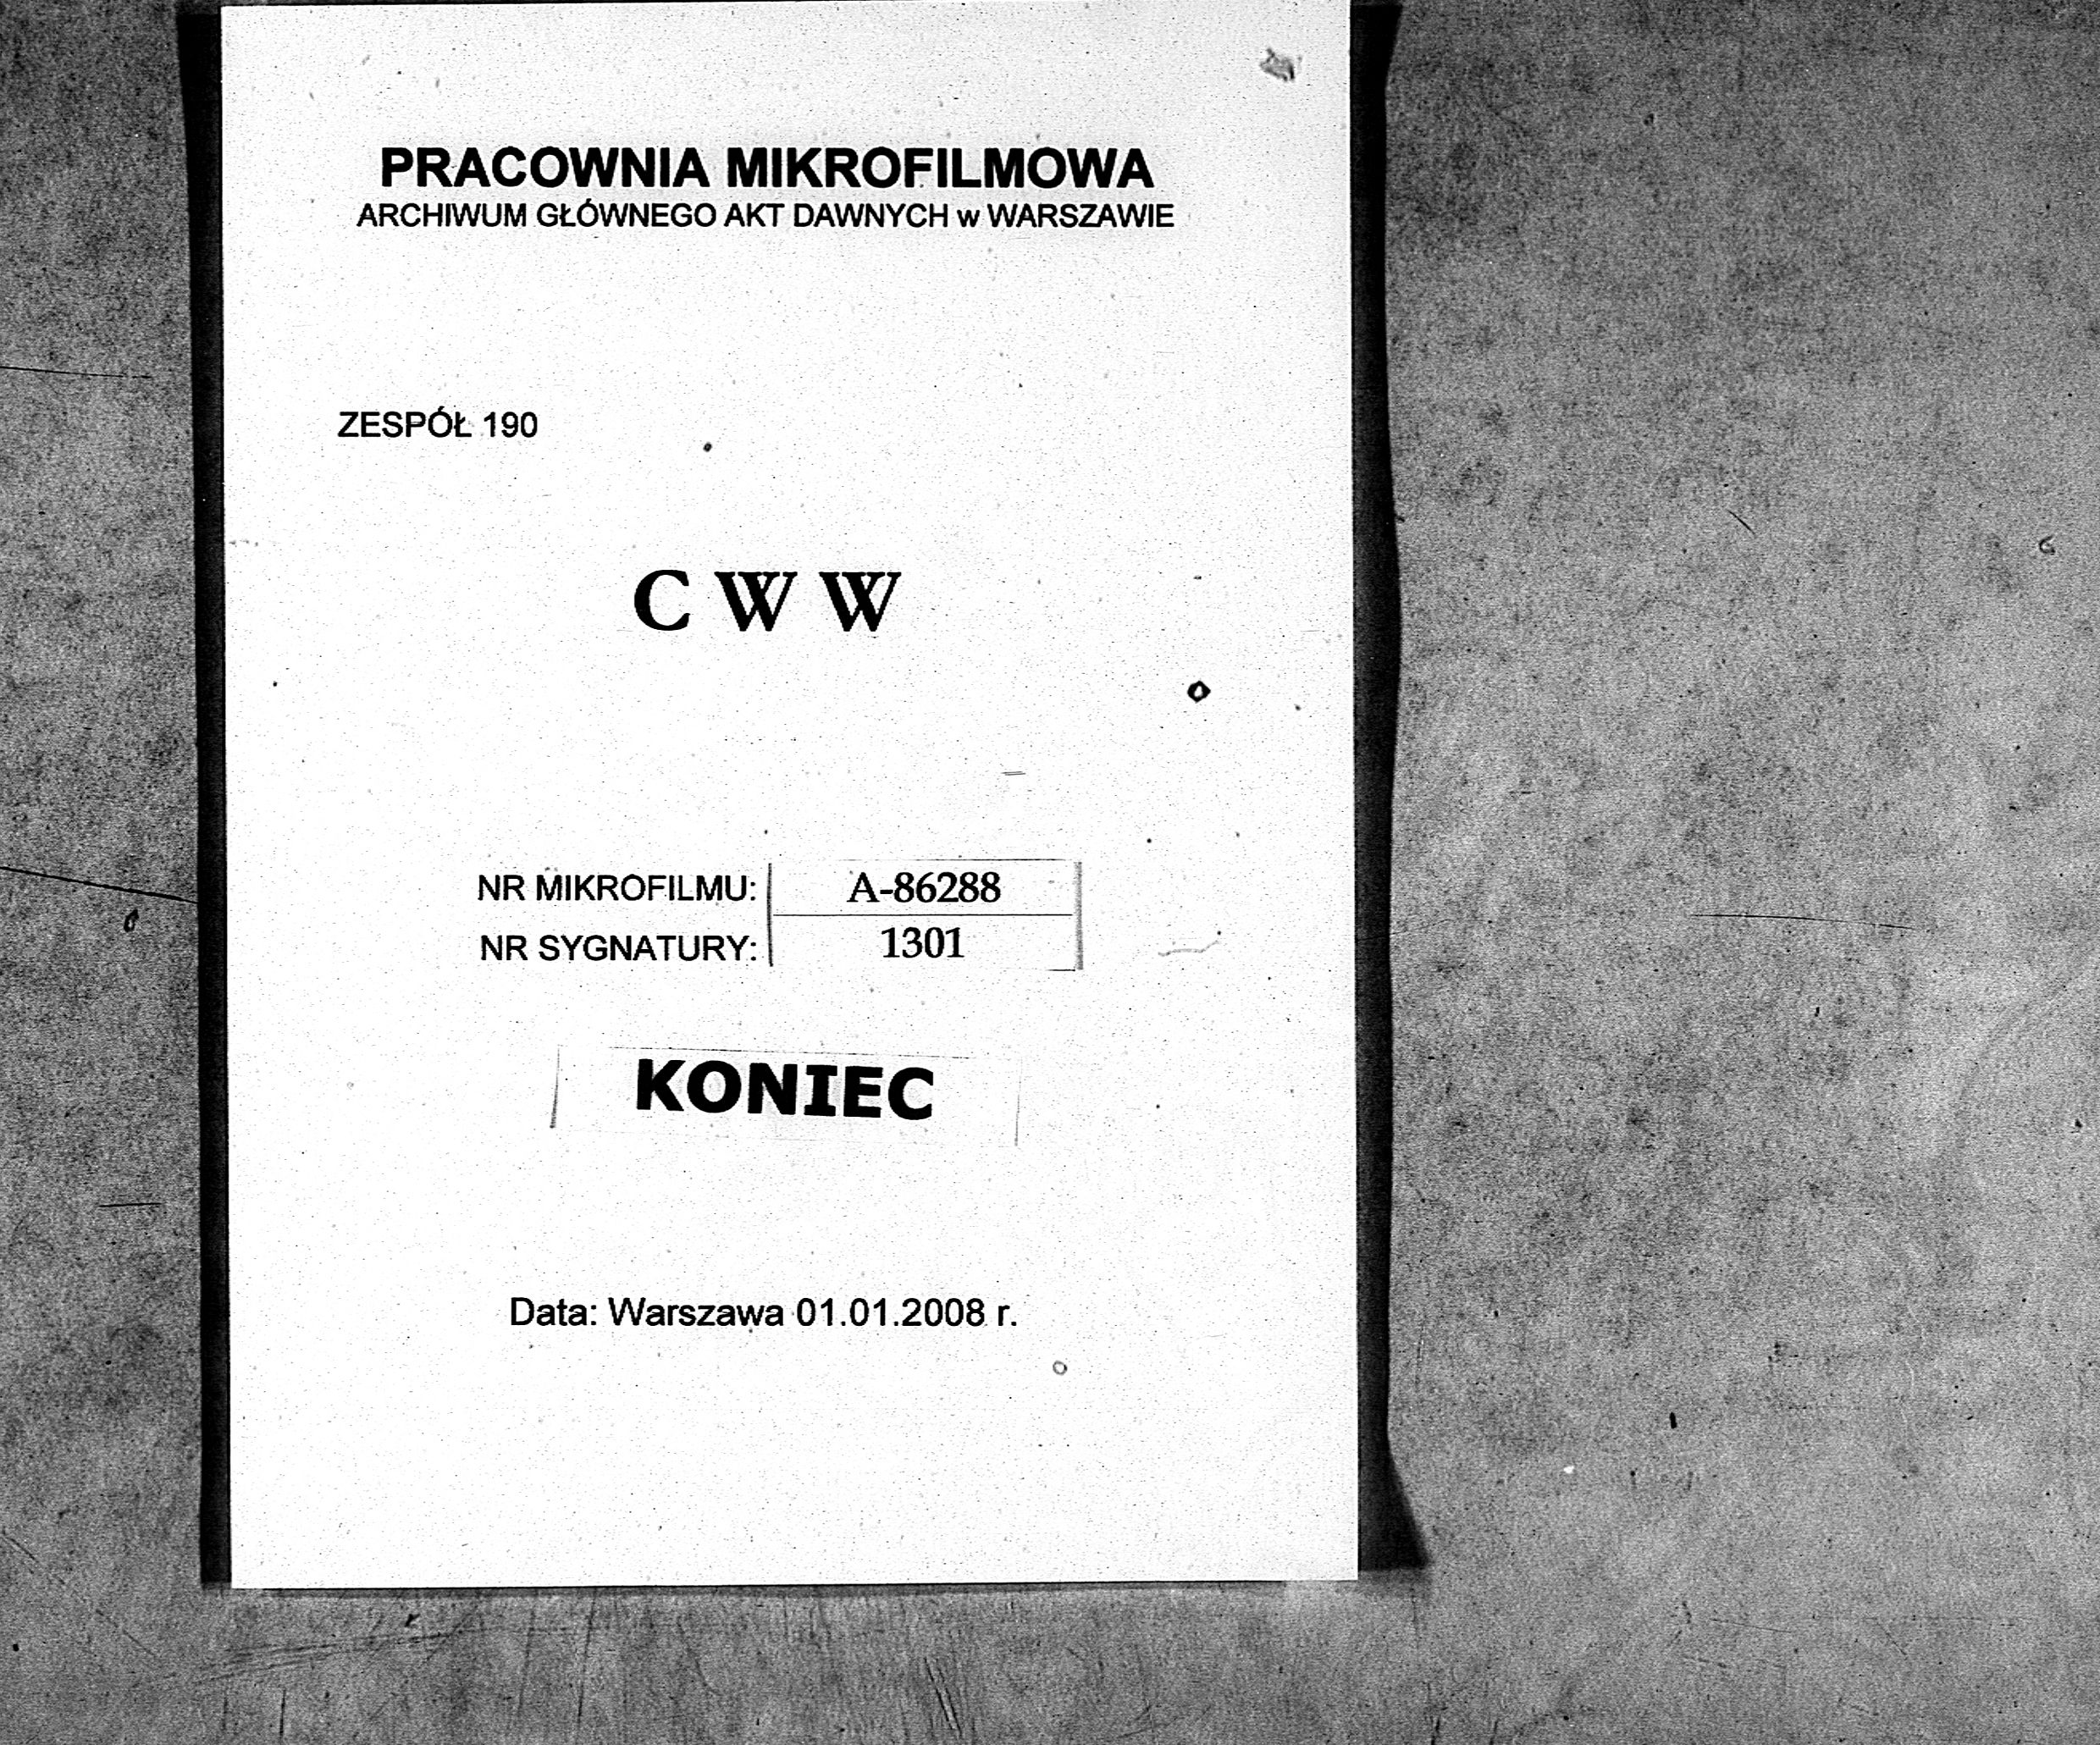 PRACOWNIA MIKROFILMOWA
ARCHIWUM GŁÓWNEGO AKT DAWNYCH w WARSZAWIE
ZESPÓŁ 190
C W W
NR MIKROFILMU: A-86288
NR SYGNATURY: 1301
KONIEC
Data: Warszawa 01.01.2008 r.